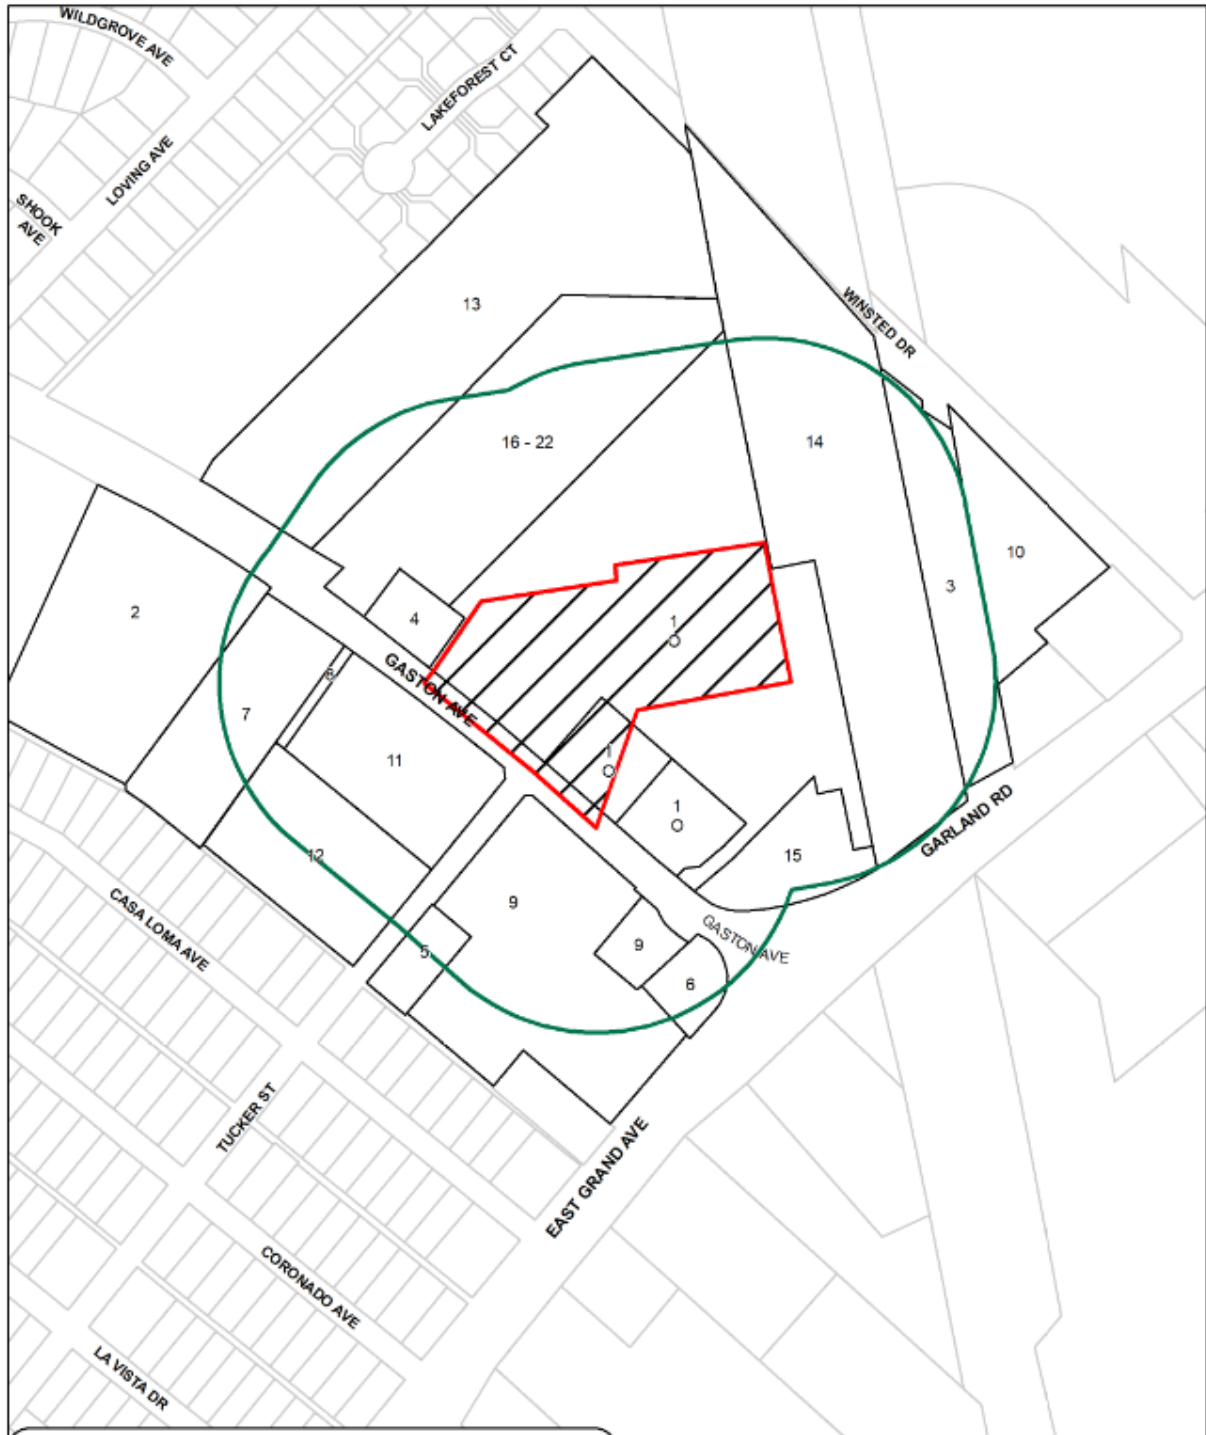 WILDGROVE AVE
LAKEFOREST CT
LOVING AVE
SHOOK
AVE
13
WINSTED DR
16 - 22
14
10
3
2
4
1
GASTON AVE
8
7
11
1
1
15
GARLAND RD
12
CASA LOMA AVE
9
GASTON AVE
9
5
6
TUCKER ST
EAST GRAND AVE
CORONADO AVE
LA VISTA DR